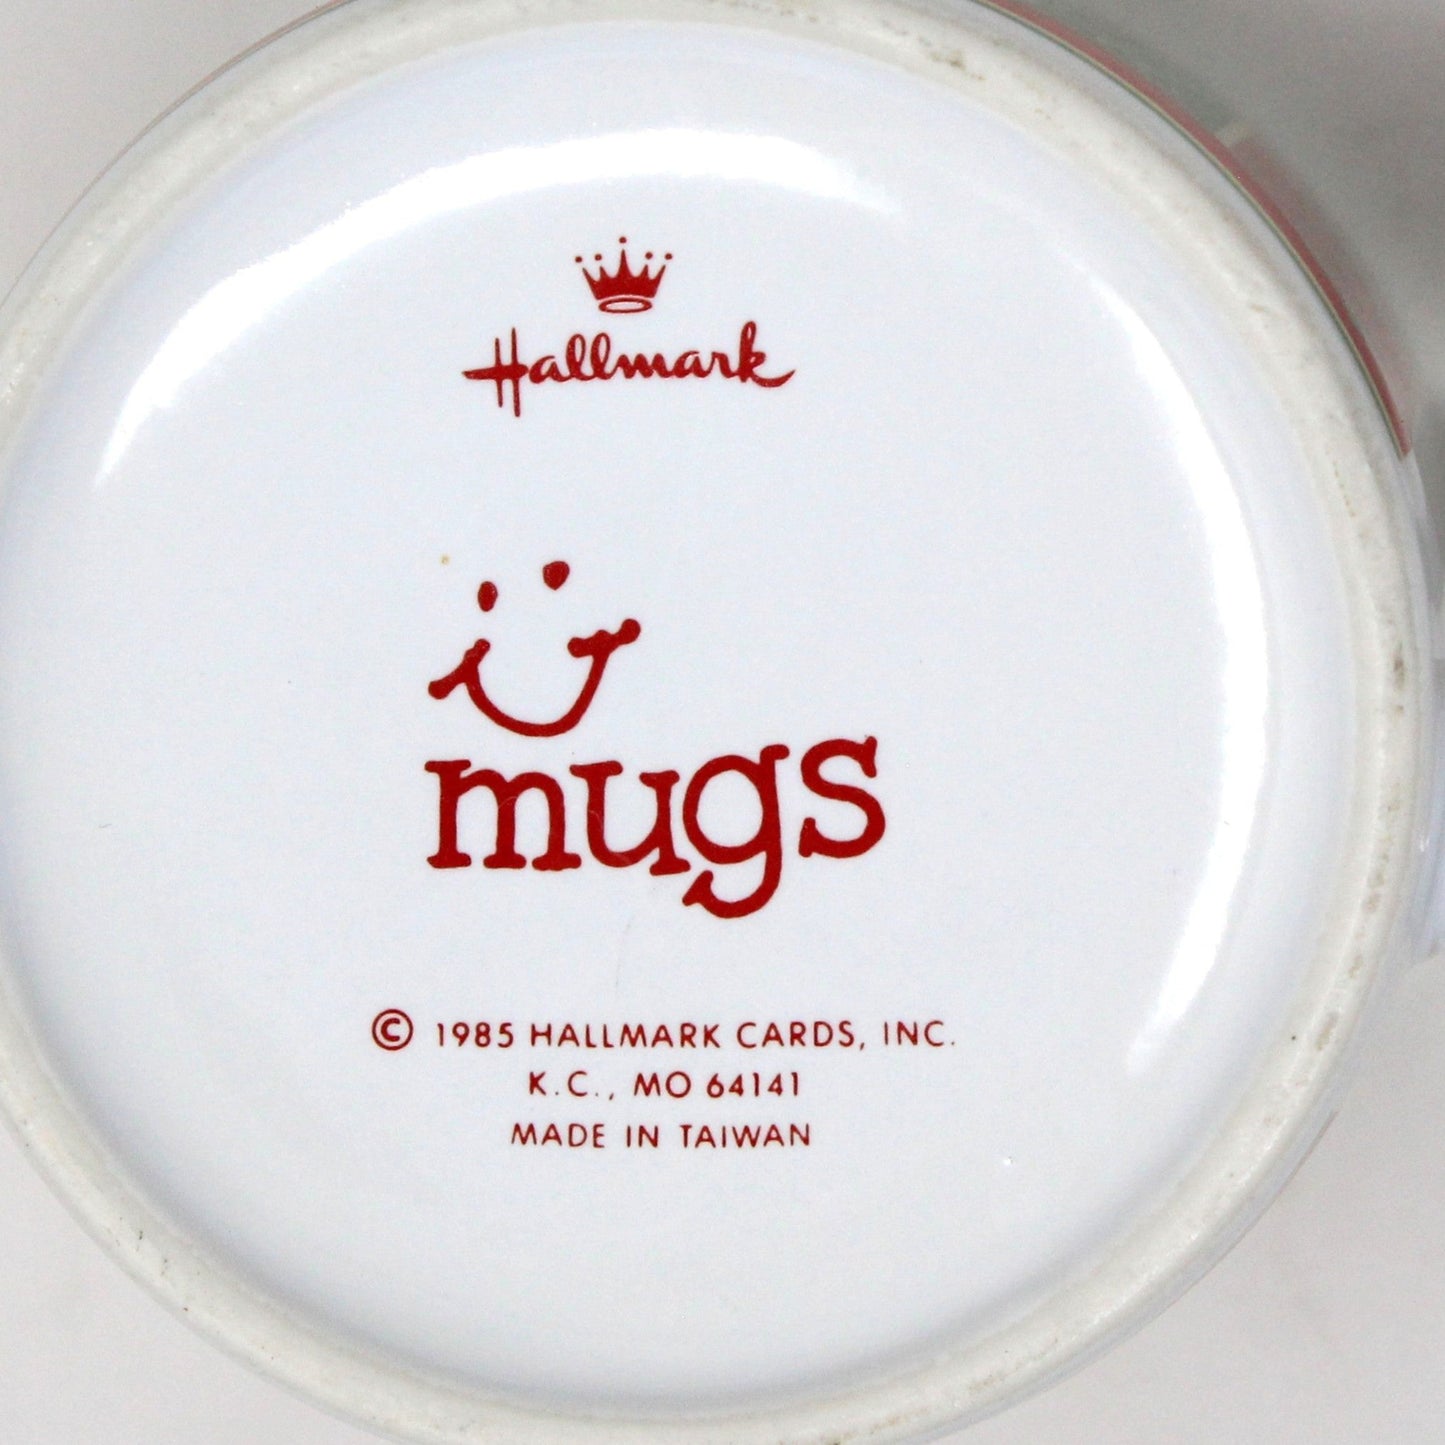 Hallmark
mugs
© 1985 HALLMARK CARDS, INC.
K.C., MO 64141
MADE IN TAIWAN